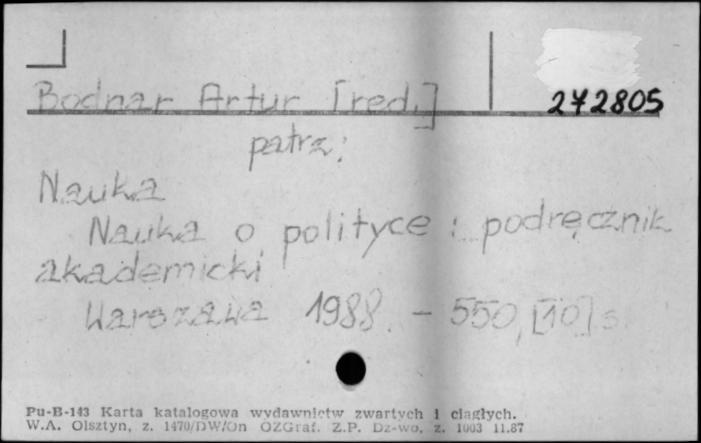 Bodnar Artur [red.]
272805
patrz:
Nauka
Nauka o polityce : podręcznik
akademicki
Warszawa 1988. - 550, [10] s.
Pu-B-143 Karta katalogowa wydawnictw zwartych i ciągłych.
W.A. Olsztyn, z. 1470/DW/On OZGraf. Z.P. Dz-wo, z. 1003 11.87